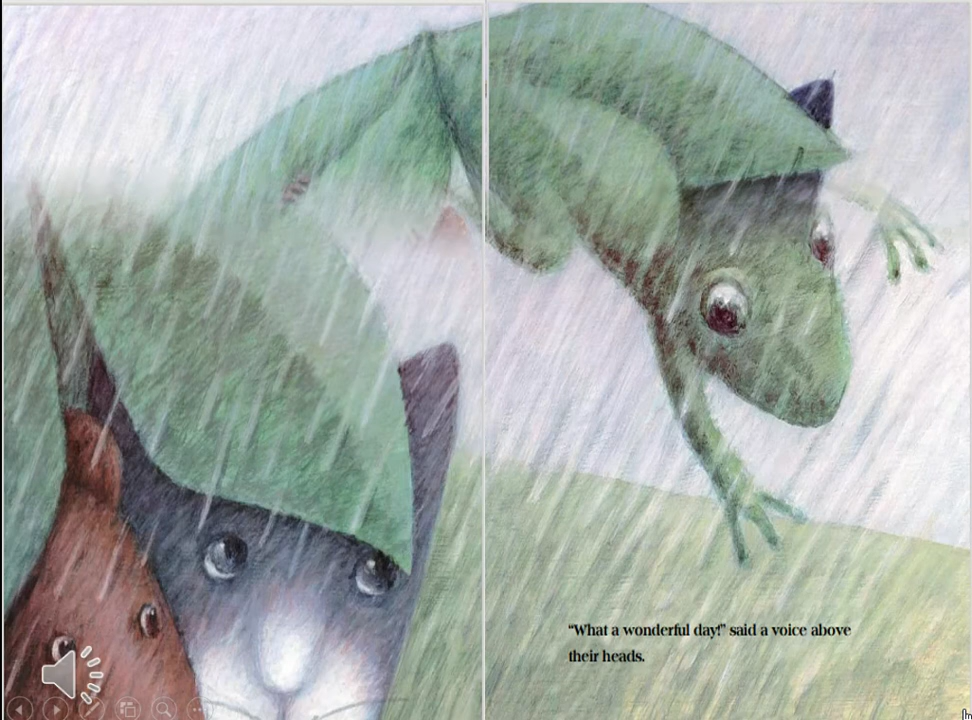 “What a wonderful day!” said a voice above
their heads.